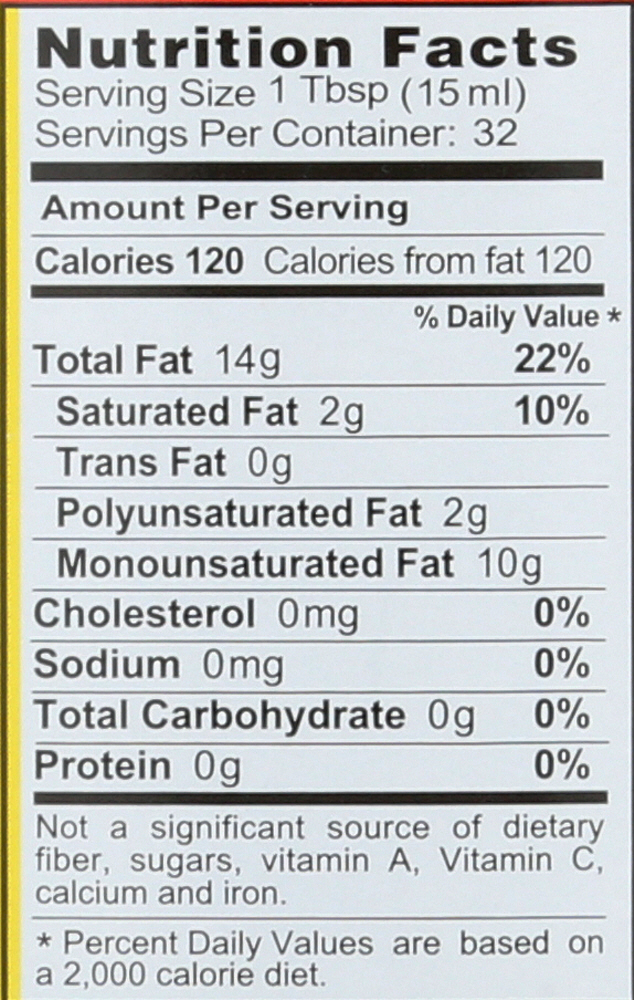 Nutrition Facts
Serving Size 1 Tbsp (15 ml)
Servings Per Container: 32
Amount Per Serving
Calories 120 Calories from fat 120
% Daily Value *
Total Fat 14g 22%
Saturated Fat 2g 10%
Trans Fat 0g
Polyunsaturated Fat 2g
Monounsaturated Fat 10g
Cholesterol 0mg 0%
Sodium 0mg 0%
Total Carbohydrate 0g 0%
Protein 0g 0%
Not a significant source of dietary
fiber, sugars, vitamin A, Vitamin C,
calcium and iron.
* Percent Daily Values are based on
a 2,000 calorie diet.